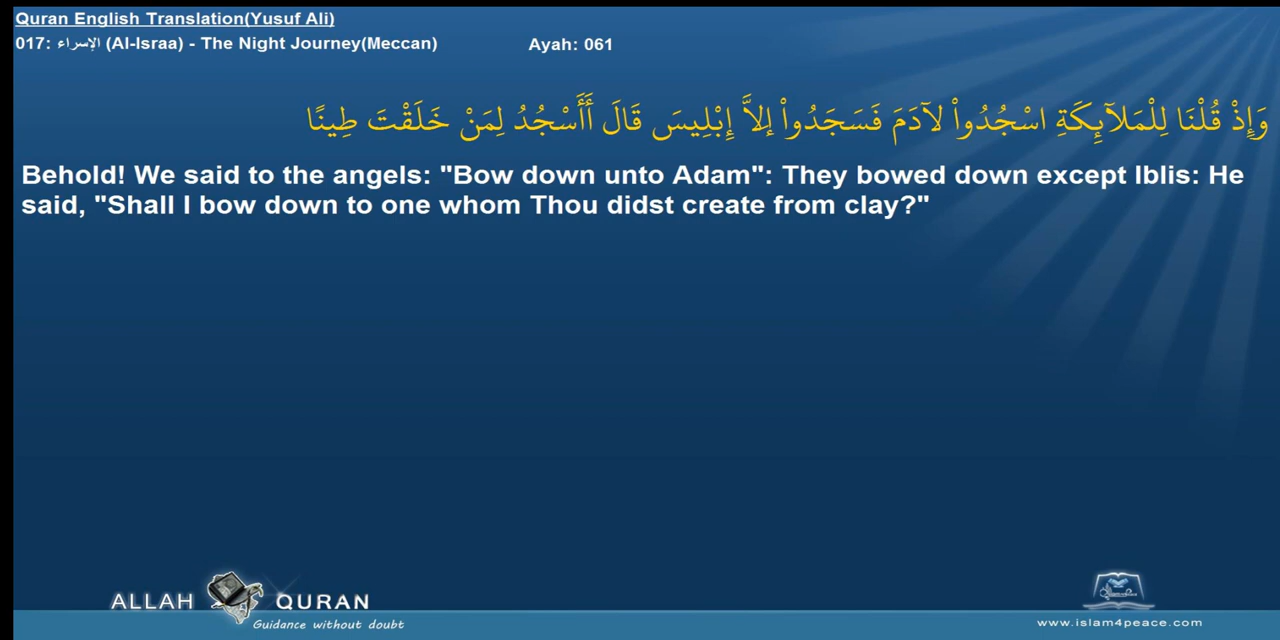 Quran English Translation(Yusuf Ali)
017: الإسراء (Al-Israa) - The Night Journey(Meccan) Ayah: 061
وَإِذْ قُلْنَا لِلْمَلآئِكَةِ اسْجُدُواْ لآدَمَ فَسَجَدُواْ إَلاَّ إِبْلِيسَ قَالَ أَأَسْجُدُ لِمَنْ خَلَقْتَ طِينًا
Behold! We said to the angels: "Bow down unto Adam": They bowed down except Iblis: He
said, "Shall I bow down to one whom Thou didst create from clay?"
ALLAH QURAN
Guidance without doubt
www.islam4peace.com